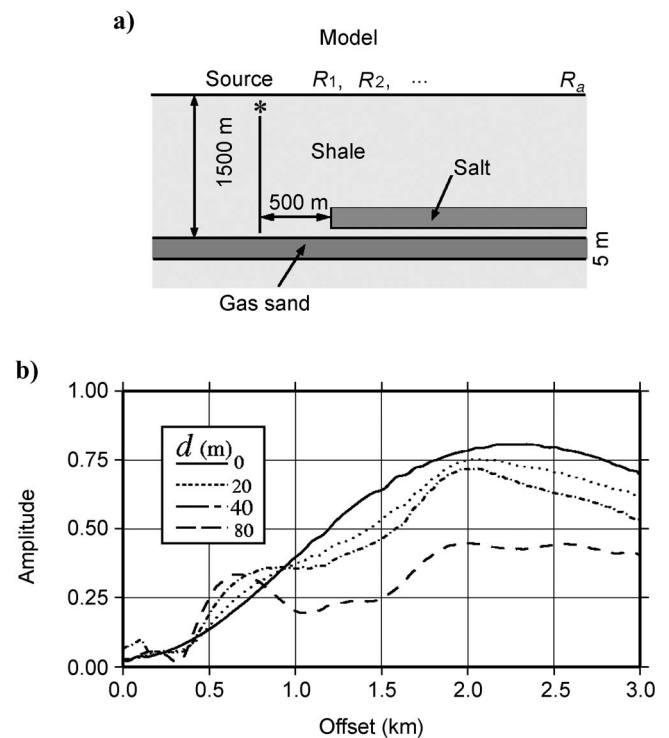 a)
Model
Source R1, R2, ... Ra
*
1500 m
Shale
Salt
500 m
5 m
Gas sand
b)
1.00
0.75
0.50
0.25
0.00
Amplitude
d (m)
0
20
40
80
0.0 0.5 1.0 1.5 2.0 2.5 3.0
Offset (km)